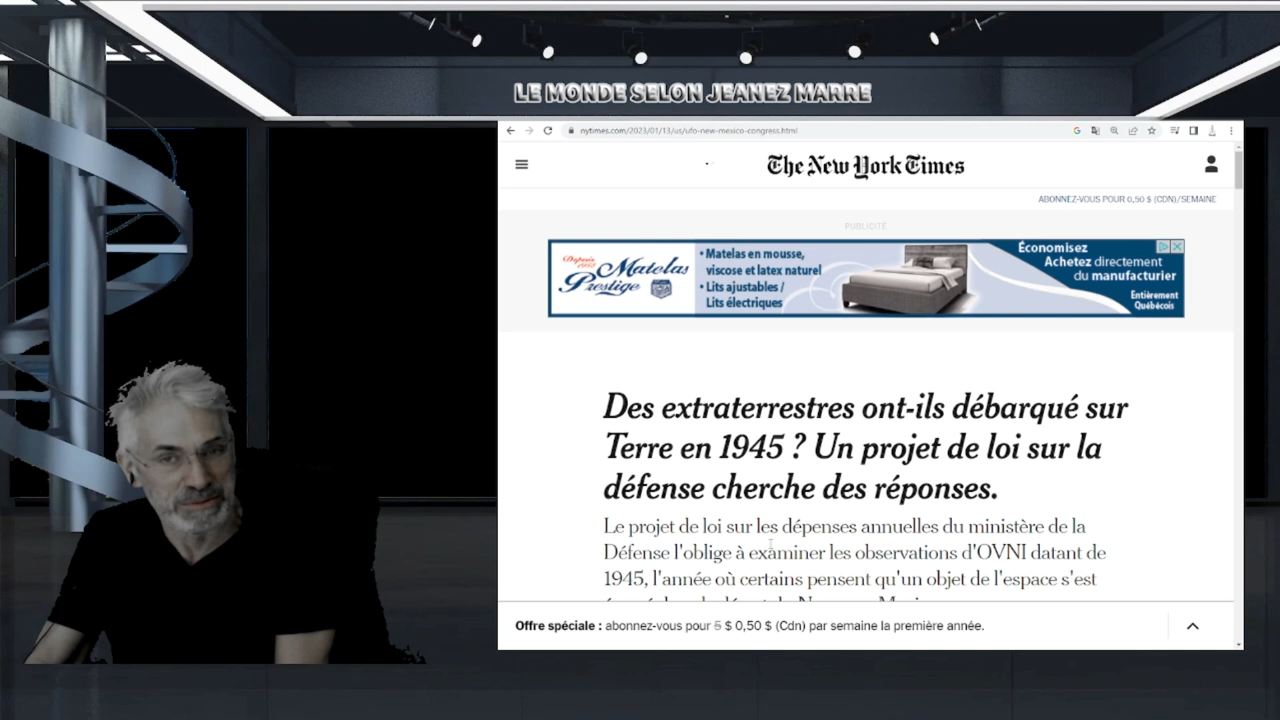 LE MONDE SELON JEANEZ MARRE
nytimes.com/2023/01/13/us/ufo-new-mexico-congress.html
The New York Times
ABONNEZ-VOUS POUR 0,50 $ (CDN)/SEMAINE
PUBLICITÉ
Depuis 1955
Matelas
Prestige
• Matelas en mousse,
viscose et latex naturel
• Lits ajustables /
Lits électriques
Économisez
Achetez directement
du manufacturier
Entièrement
Québécois
Des extraterrestres ont-ils débarqué sur
Terre en 1945 ? Un projet de loi sur la
défense cherche des réponses.
Le projet de loi sur les dépenses annuelles du ministère de la
Défense l'oblige à examiner les observations d'OVNI datant de
1945, l'année où certains pensent qu'un objet de l'espace s'est
Offre spéciale : abonnez-vous pour 5 $ 0,50 $ (Cdn) par semaine la première année.